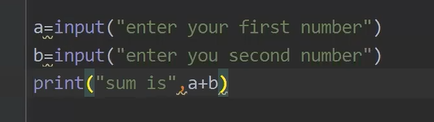 a=input("enter your first number")
b=input("enter you second number")
print("sum is",a+b)